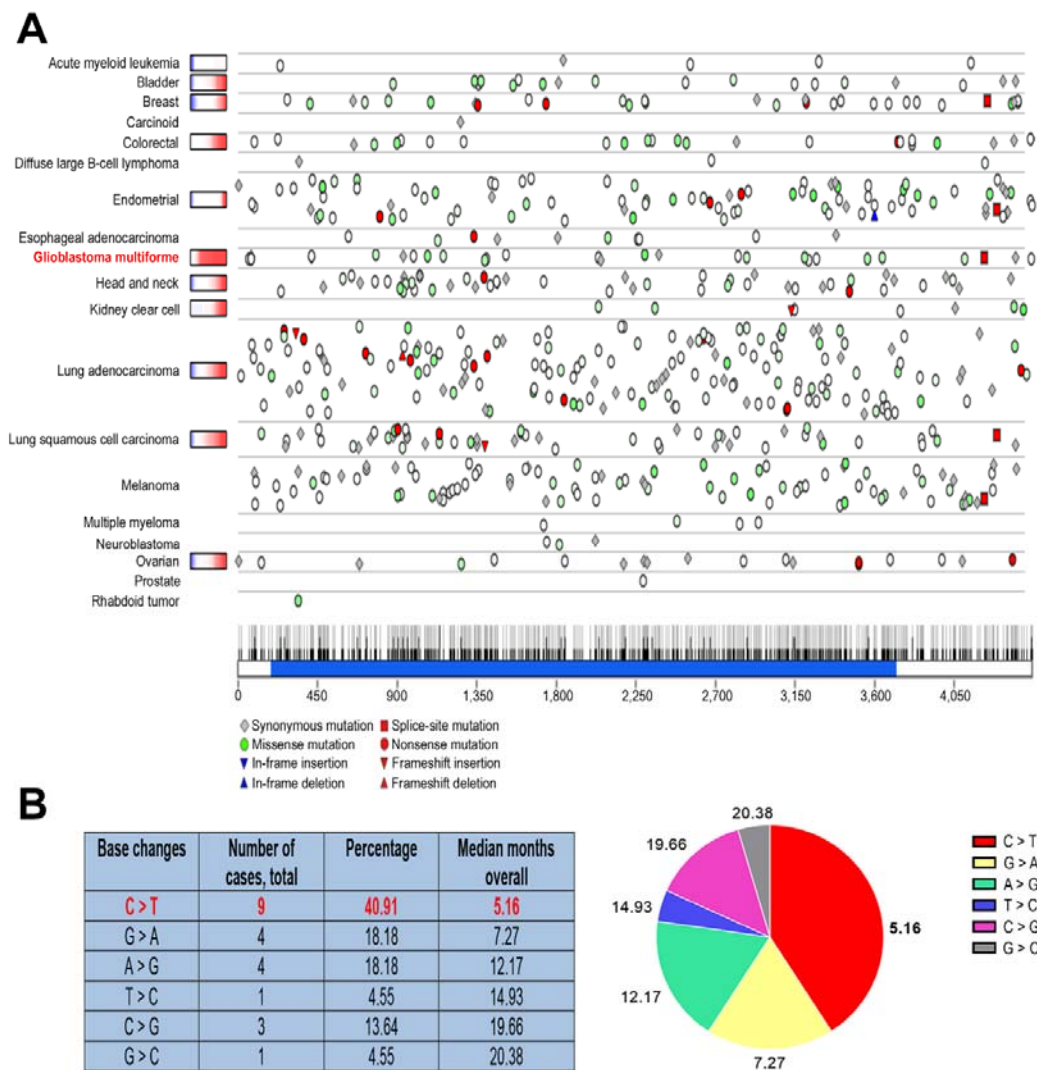 A
Acute myeloid leukemia
Bladder
Breast
Carcinoid
Colorectal
Diffuse large B-cell lymphoma
Endometrial
Esophageal adenocarcinoma
Glioblastoma multiforme
Head and neck
Kidney clear cell
Lung adenocarcinoma
Lung squamous cell carcinoma
Melanoma
Multiple myeloma
Neuroblastoma
Ovarian
Prostate
Rhabdoid tumor
0 450 900 1,350 1,800 2,250 2,700 3,150 3,600 4,050
Synonymous mutation Splice-site mutation
Missense mutation Nonsense mutation
In-frame insertion Frameshift insertion
In-frame deletion Frameshift deletion
B
Base changes Number of cases, total Percentage Median months overall
C > T 9 40.91 5.16
G > A 4 18.18 7.27
A > G 4 18.18 12.17
T > C 1 4.55 14.93
C > G 3 13.64 19.66
G > C 1 4.55 20.38
20.38
19.66
14.93
12.17
7.27
5.16
C > T
G > A
A > G
T > C
C > G
G > C